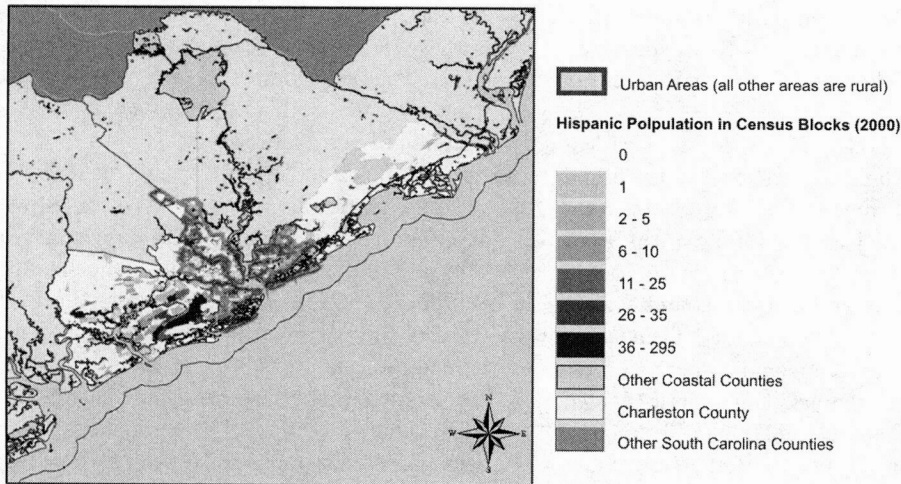 Urban Areas (all other areas are rural)
Hispanic Polpulation in Census Blocks (2000)
0
1
2 - 5
6 - 10
11 - 25
26 - 35
36 - 295
Other Coastal Counties
Charleston County
Other South Carolina Counties
N
W E
S